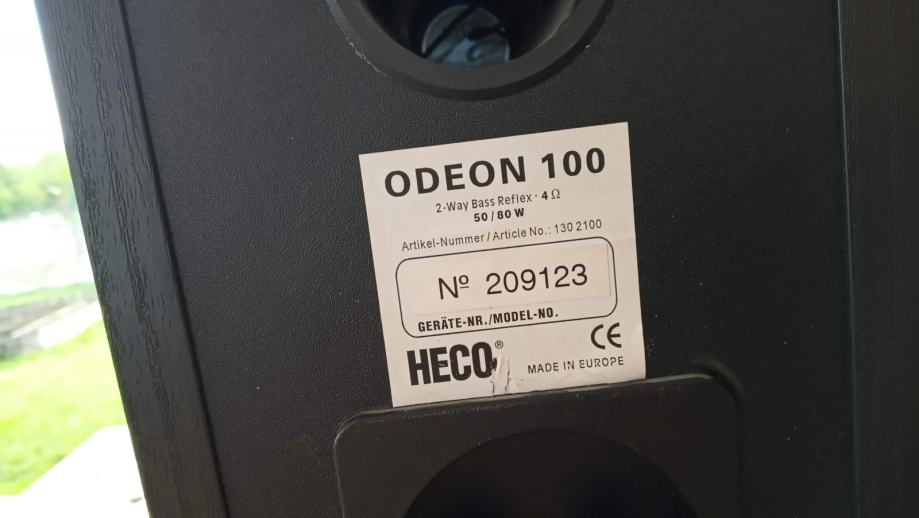 ODEON 100
2-Way Bass Reflex · 4 Ω
50 / 80 W
Artikel-Nummer / Article No.: 130 2100
Nº 209123
GERÄTE-NR./MODEL-NO.
HECO® CE
MADE IN EUROPE